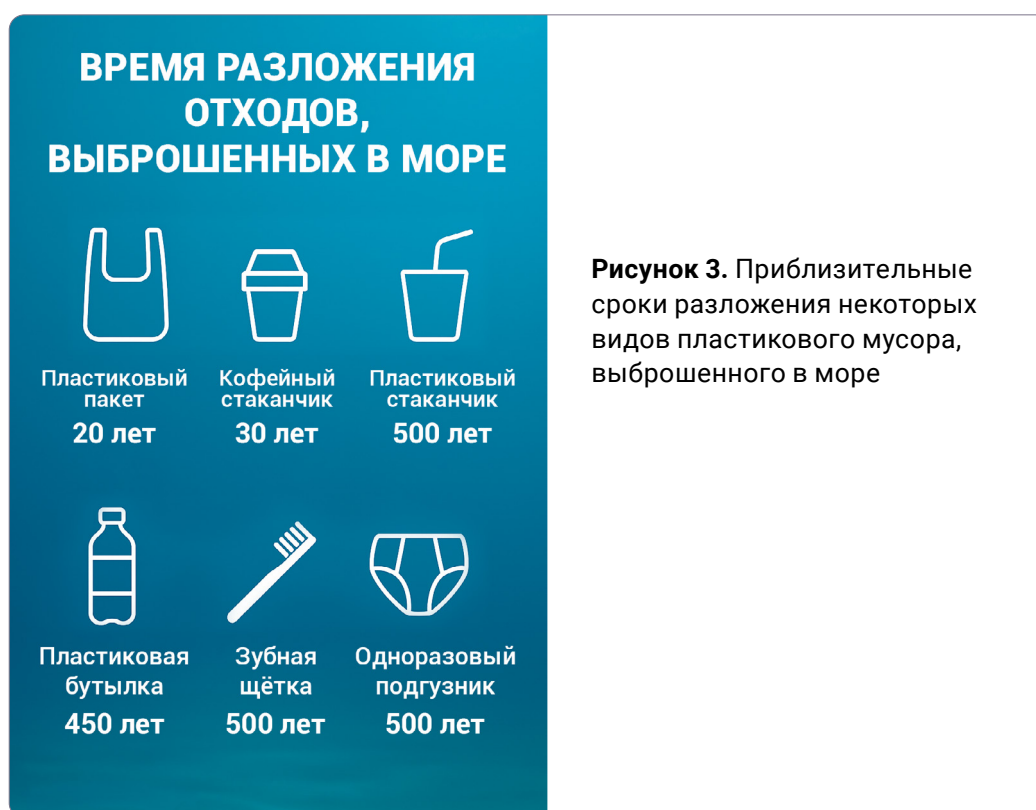 ВРЕМЯ РАЗЛОЖЕНИЯ
ОТХОДОВ,
ВЫБРОШЕННЫХ В МОРЕ
Пластиковый
пакет
20 лет
Кофейный
стаканчик
30 лет
Пластиковый
стаканчик
500 лет
Пластиковая
бутылка
450 лет
Зубная
щётка
500 лет
Одноразовый
подгузник
500 лет
Рисунок 3. Приблизительные
сроки разложения некоторых
видов пластикового мусора,
выброшенного в море